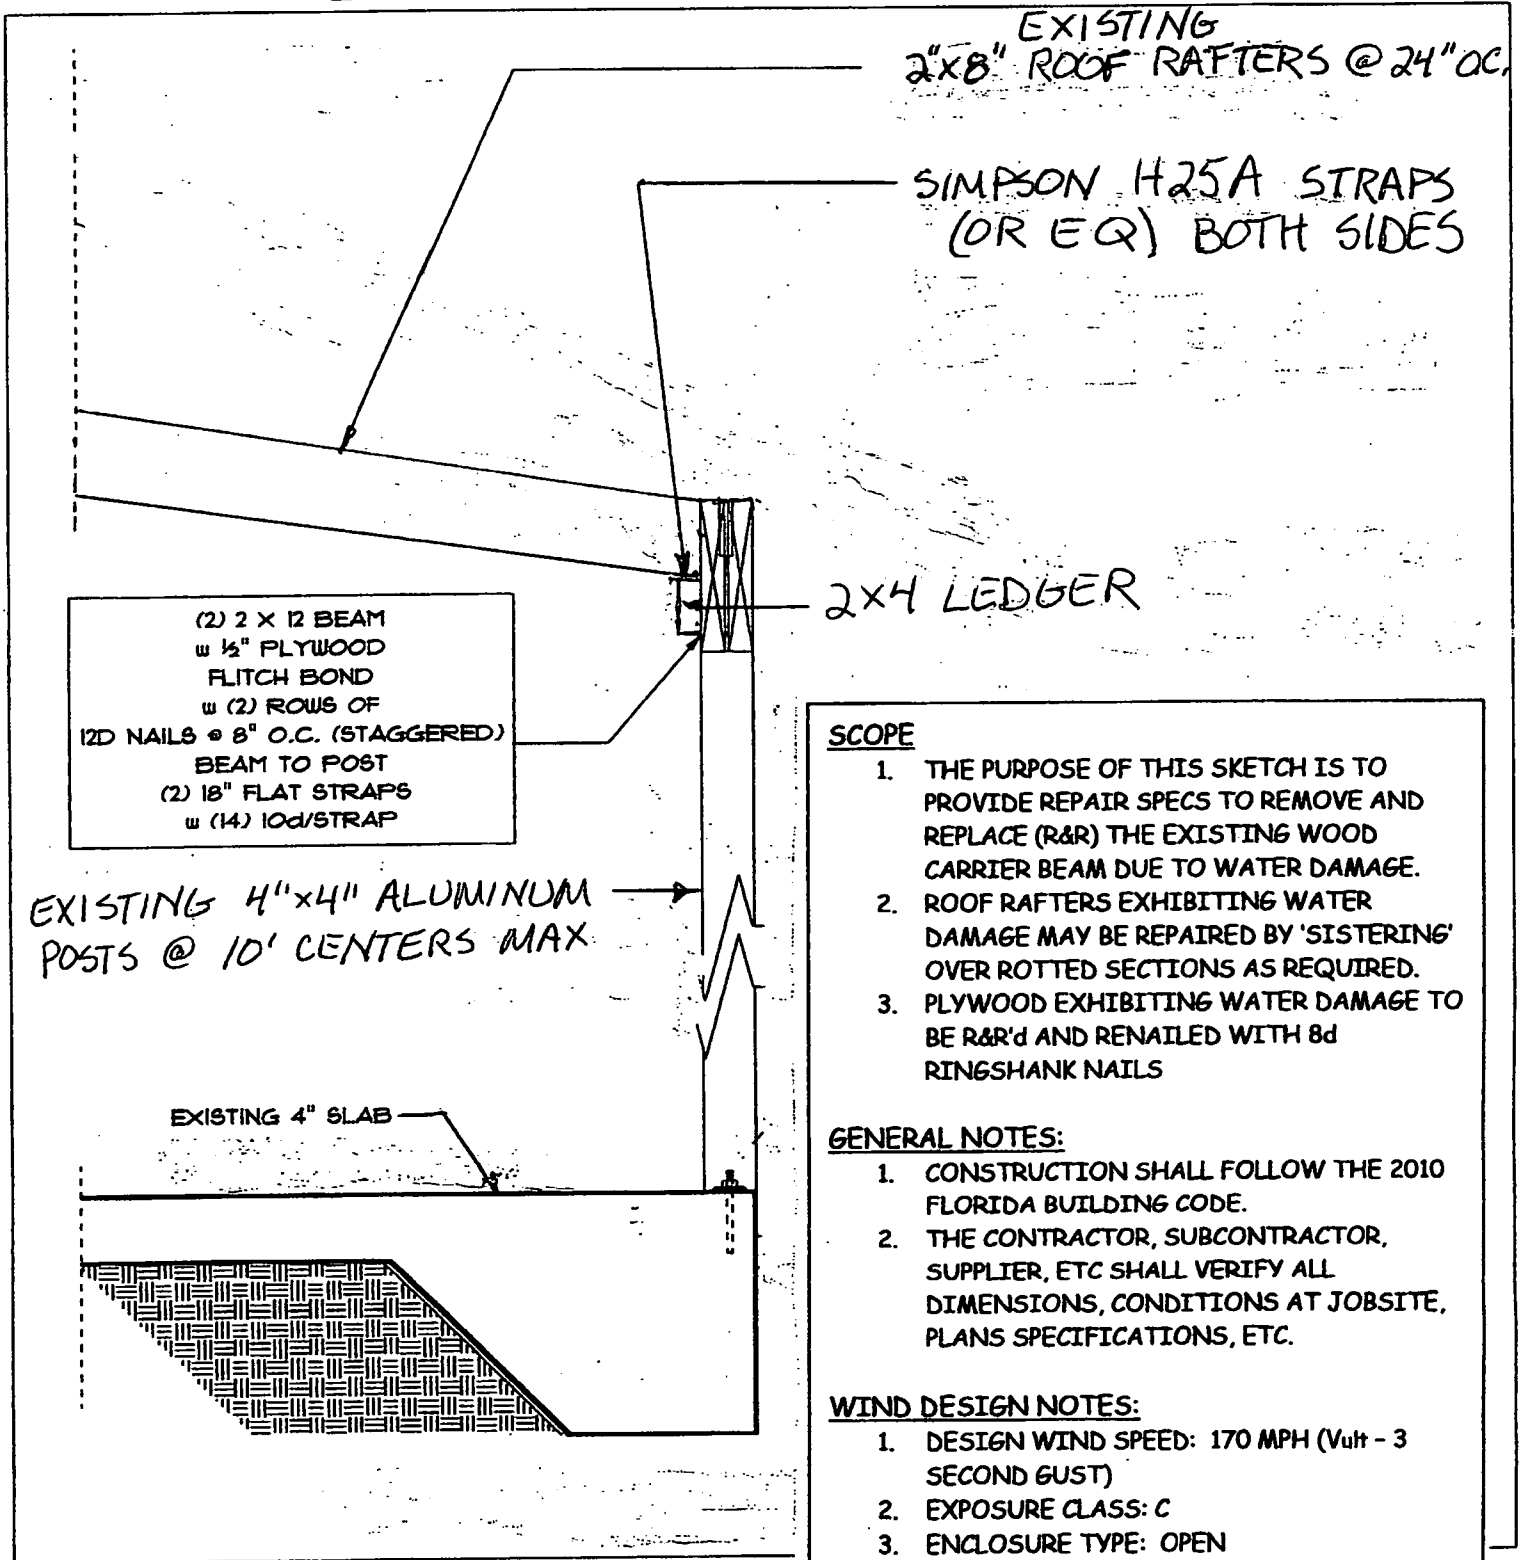 EXISTING
2"x8" ROOF RAFTERS @ 24" O.C.
SIMPSON H25A STRAPS
(OR EQ) BOTH SIDES
2x4 LEDGER
(2) 2 X 12 BEAM
w ½" PLYWOOD
FLITCH BOND
w (2) ROWS OF
12D NAILS @ 8" O.C. (STAGGERED)
BEAM TO POST
(2) 18" FLAT STRAPS
w (14) 10d/STRAP
EXISTING 4"x4" ALUMINUM
POSTS @ 10' CENTERS MAX
EXISTING 4" SLAB
SCOPE
1. THE PURPOSE OF THIS SKETCH IS TO
PROVIDE REPAIR SPECS TO REMOVE AND
REPLACE (R&R) THE EXISTING WOOD
CARRIER BEAM DUE TO WATER DAMAGE.
2. ROOF RAFTERS EXHIBITING WATER
DAMAGE MAY BE REPAIRED BY 'SISTERING'
OVER ROTTED SECTIONS AS REQUIRED.
3. PLYWOOD EXHIBITING WATER DAMAGE TO
BE R&R'd AND RENAILED WITH 8d
RINGSHANK NAILS
GENERAL NOTES:
1. CONSTRUCTION SHALL FOLLOW THE 2010
FLORIDA BUILDING CODE.
2. THE CONTRACTOR, SUBCONTRACTOR,
SUPPLIER, ETC SHALL VERIFY ALL
DIMENSIONS, CONDITIONS AT JOBSITE,
PLANS SPECIFICATIONS, ETC.
WIND DESIGN NOTES:
1. DESIGN WIND SPEED: 170 MPH (Vult - 3
SECOND GUST)
2. EXPOSURE CLASS: C
3. ENCLOSURE TYPE: OPEN